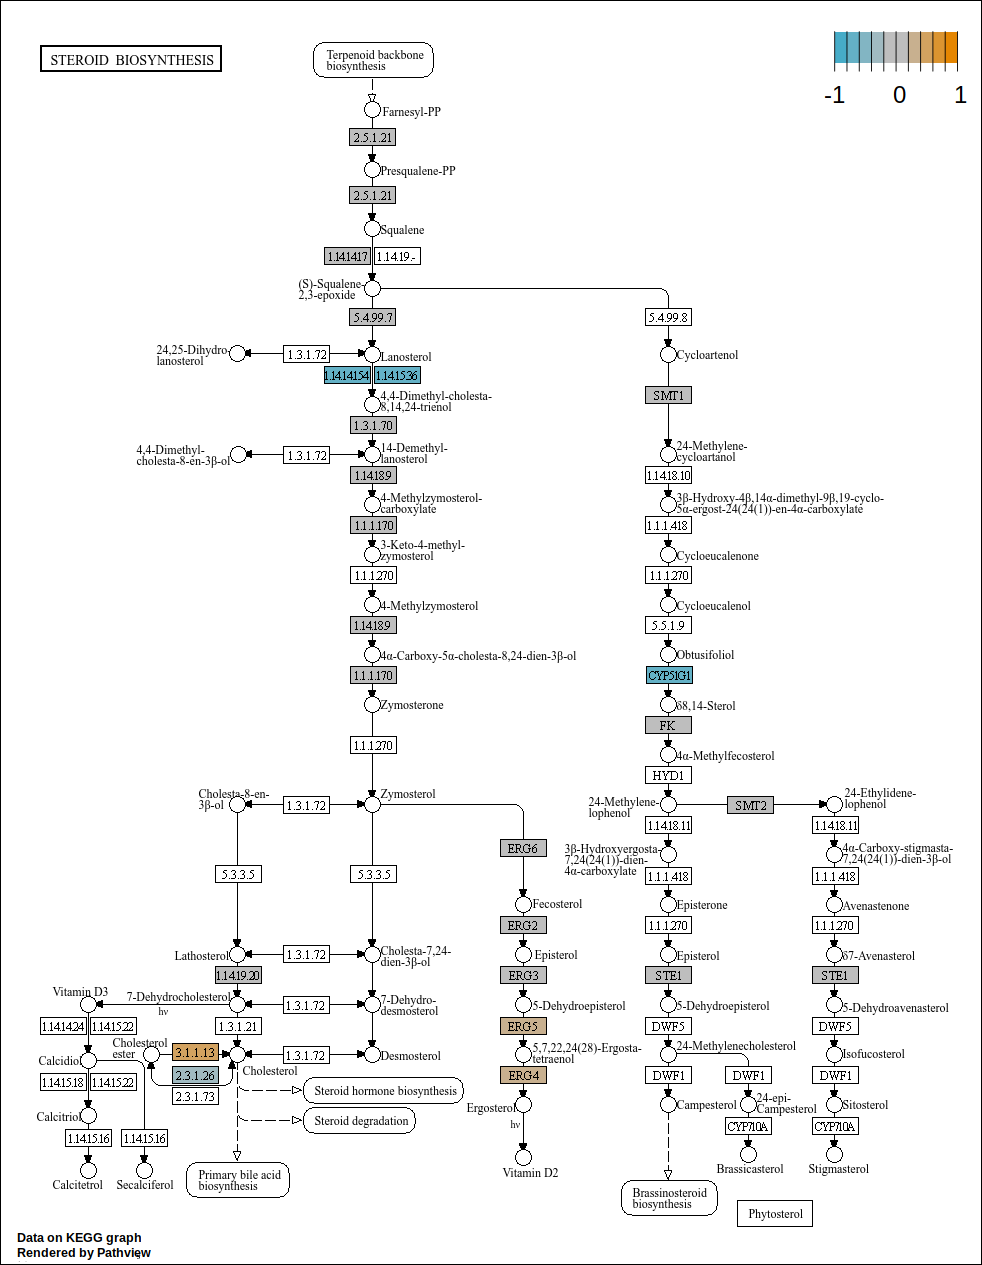 STEROID BIOSYNTHESIS
Terpenoid backbone
biosynthesis
-1 0 1
Farnesyl-PP
2.5.1.21
Presqualene-PP
2.5.1.21
Squalene
1.14.14.17 1.14.19.-
(S)-Squalene-
2,3-epoxide
5.4.99.7 5.4.99.8
24,25-Dihydro
lanosterol
1.3.1.72
Lanosterol
Cycloartenol
1.14.14.154 1.14.15.36
4,4-Dimethyl-cholesta-
8,14,24-trienol
SMT1
1.3.1.70
4,4-Dimethyl-
cholesta-8-en-3β-ol
1.3.1.72
14-Demethyl-
lanosterol
24-Methylene-
cycloartanol
1.14.18.9 1.14.18.10
4-Methylzymosterol-
carboxylate
3β-Hydroxy-4β,14α-dimethyl-9β,19-cyclo-
5α-ergost-24(24(1))-en-4α-carboxylate
1.1.1.170 1.1.1.418
3-Keto-4-methyl-
zymosterol
Cycloeucalenone
1.1.1.270 1.1.1.270
4-Methylzymosterol Cycloeucalenol
1.14.18.9 5.5.1.9
4α-Carboxy-5α-cholesta-8,24-dien-3β-ol Obtusifoliol
1.1.1.170 CYP51G1
Zymosterone δ8,14-Sterol
FK
1.1.1.270
4α-Methylfecosterol
HYD1
Cholesta-8-en-
3β-ol
1.3.1.72
Zymosterol
24-Methylene-
lophenol
SMT2
24-Ethylidene-
lophenol
1.14.18.11 1.14.18.11
ERG6
3β-Hydroxyergosta-
7,24(24(1))-dien-
4α-carboxylate
4α-Carboxy-stigmasta-
7,24(24(1))-dien-3β-ol
5.3.3.5 5.3.3.5 1.1.1.418 1.1.1.418
Fecosterol Episterone Avenastenone
ERG2 1.1.1.270 1.1.1.270
Lathosterol 1.3.1.72
Cholesta-7,24-
dien-3β-ol
Episterol Episterol δ7-Avenasterol
1.14.19.20 ERG3 STE1 STE1
Vitamin D3
7-Dehydrocholesterol
hν
1.3.1.72
7-Dehydro-
desmosterol
5-Dehydroepisterol 5-Dehydroepisterol 5-Dehydroavenasterol
1.14.14.24 1.14.15.22 1.3.1.21 ERG5 DWF5 DWF5
Cholesterol
ester
3.1.1.13
Calcidiol
1.3.1.72 Desmosterol
5,7,22,24(28)-Ergosta-
tetraenol
24-Methylenecholesterol Isofucosterol
Cholesterol
1.14.15.18 1.14.15.22 2.3.1.26 ERG4 DWF1 DWF1 DWF1
2.3.1.73
Steroid hormone biosynthesis
Calcitriol
Ergosterol
Campesterol
24-epi-
Campesterol
Sitosterol
Steroid degradation
hν
CYP710A CYP710A
1.14.15.16 1.14.15.16
Calcitetrol Secalciferol
Primary bile acid
biosynthesis
Vitamin D2
Brassicasterol Stigmasterol
Brassinosteroid
biosynthesis
Phytosterol
Data on KEGG graph
Rendered by Pathview